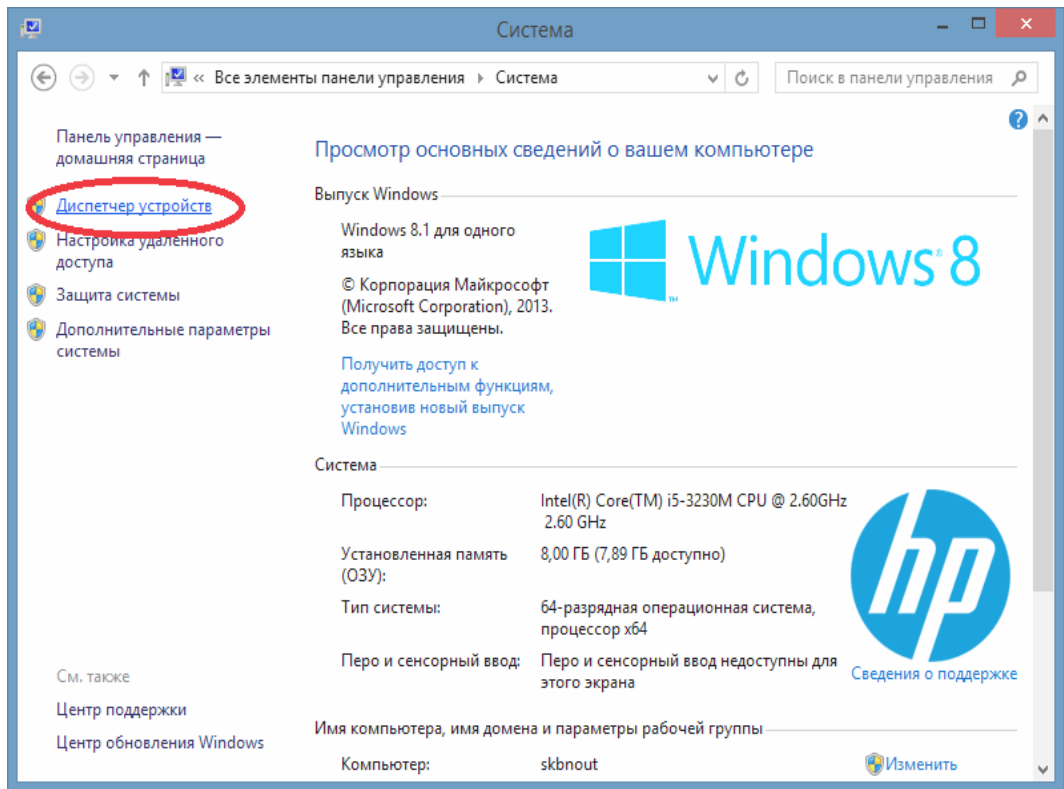 Система
« Все элементы панели управления Система
Поиск в панели управления
Панель управления —
домашняя страница
Диспетчер устройств
Настройка удаленного
доступа
Защита системы
Дополнительные параметры
системы
См. также
Центр поддержки
Центр обновления Windows
?
Просмотр основных сведений о вашем компьютере
Выпуск Windows
Windows 8.1 для одного
языка
© Корпорация Майкрософт
(Microsoft Corporation), 2013.
Все права защищены.
Получить доступ к
дополнительным функциям,
установив новый выпуск
Windows
Windows 8
Система
Процессор: Intel(R) Core(TM) i5-3230M CPU @ 2.60GHz
2.60 GHz
Установленная память 8,00 ГБ (7,89 ГБ доступно)
(ОЗУ):
Тип системы: 64-разрядная операционная система,
процессор x64
Перо и сенсорный ввод: Перо и сенсорный ввод недоступны для
этого экрана
hp
Сведения о поддержке
Имя компьютера, имя домена и параметры рабочей группы
Компьютер: skbnout
Изменить